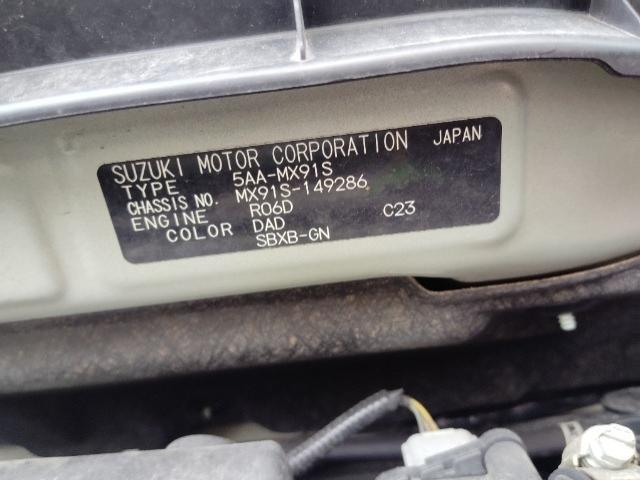 SUZUKI MOTOR CORPORATION JAPAN
TYPE 5AA-MX91S
CHASSIS NO. MX91S-149286
ENGINE R06D C23
COLOR DAD
SBXB-GN